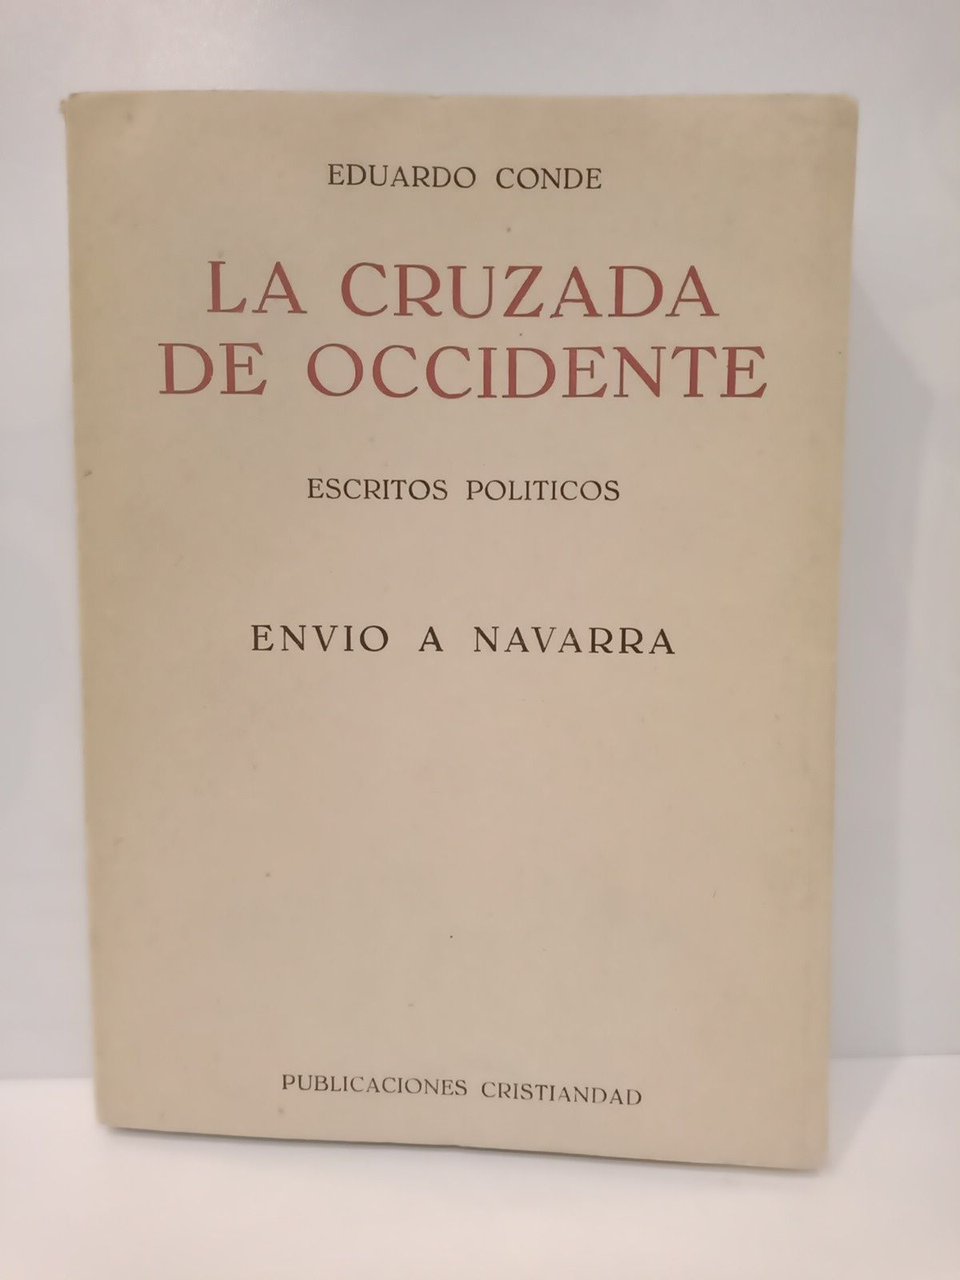 EDUARDO CONDE
LA CRUZADA
DE OCCIDENTE
ESCRITOS POLITICOS
ENVIO A NAVARRA
PUBLICACIONES CRISTIANDAD